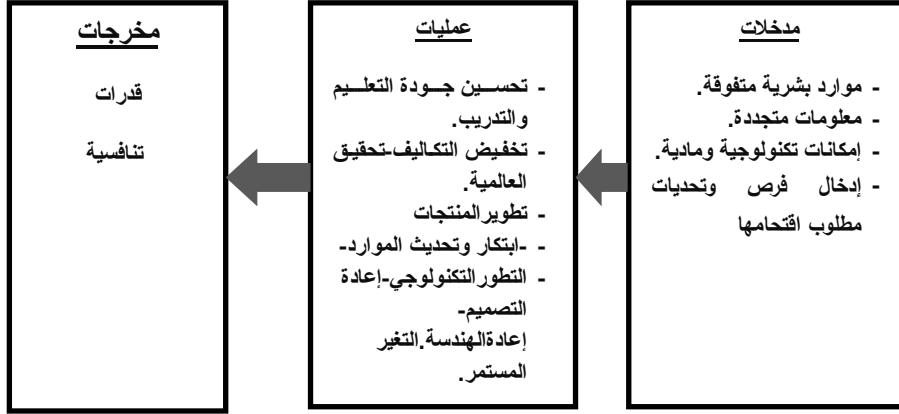 مدخلات
- موارد بشرية متفوقة.
- معلومات متجددة.
- إمكانات تكنولوجية ومادية.
- إدخال فرص وتحديات
مطلوب اقتحامها
عمليات
- تحسين جودة التعليم
والتدريب.
- تخفيض التكاليف-تحقيق
العالمية.
- تطويرالمنتجات
- -ابتكار وتحديث الموارد-
- التطورالتكنولوجي-إعادة
التصميم-
إعادةالهندسة.التغير
المستمر.
مخرجات
قدرات
تنافسية